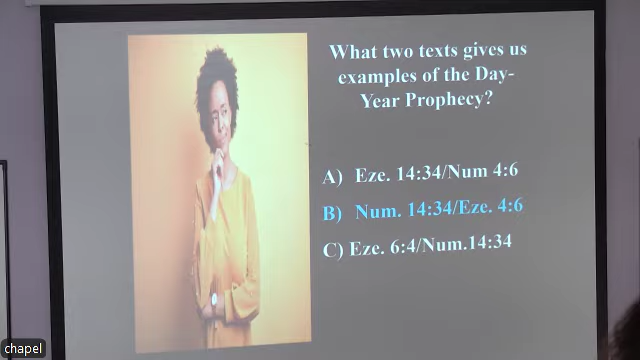 What two texts gives us
examples of the Day-
Year Prophecy?
A) Eze. 14:34/Num 4:6
B) Num. 14:34/Eze. 4:6
C) Eze. 6:4/Num.14:34
chapel